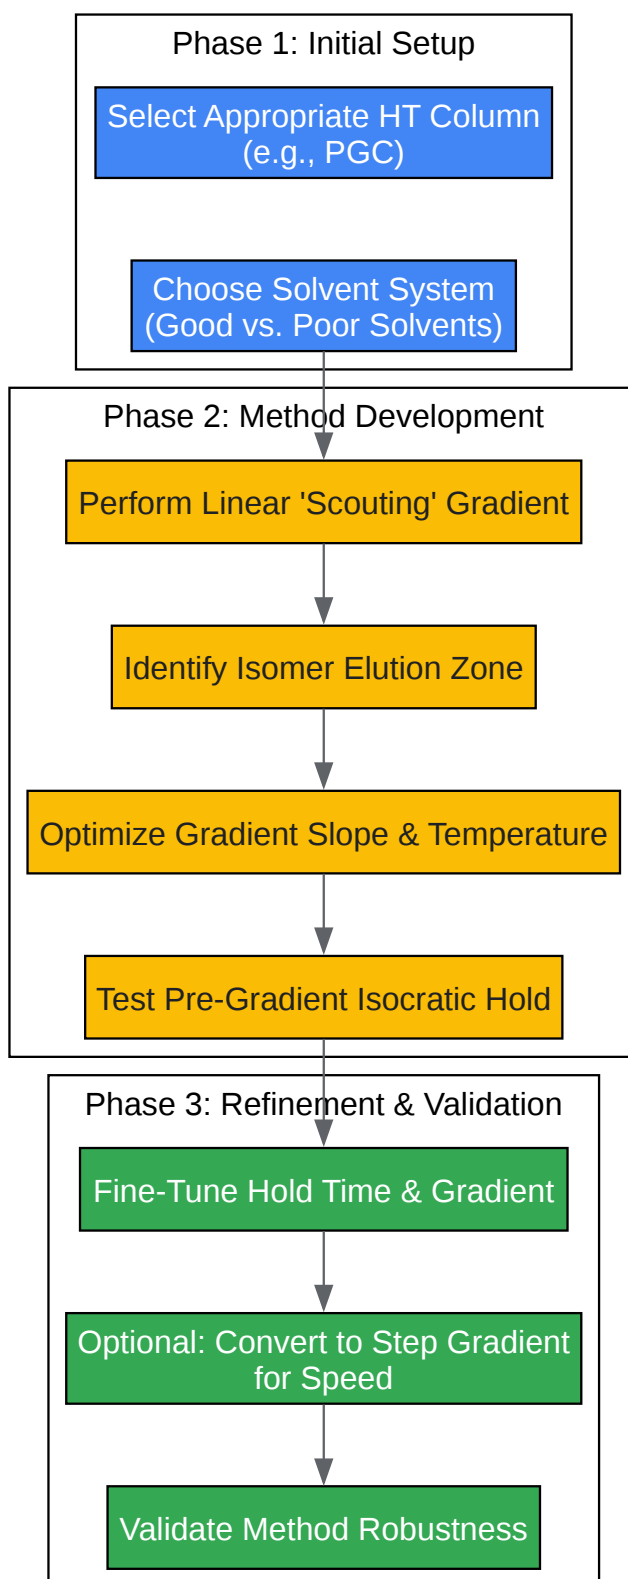 Phase 1: Initial Setup
Select Appropriate HT Column
(e.g., PGC)
Choose Solvent System
(Good vs. Poor Solvents)
Phase 2: Method Development
Perform Linear 'Scouting' Gradient
Identify Isomer Elution Zone
Optimize Gradient Slope & Temperature
Test Pre-Gradient Isocratic Hold
Phase 3: Refinement & Validation
Fine-Tune Hold Time & Gradient
Optional: Convert to Step Gradient
for Speed
Validate Method Robustness